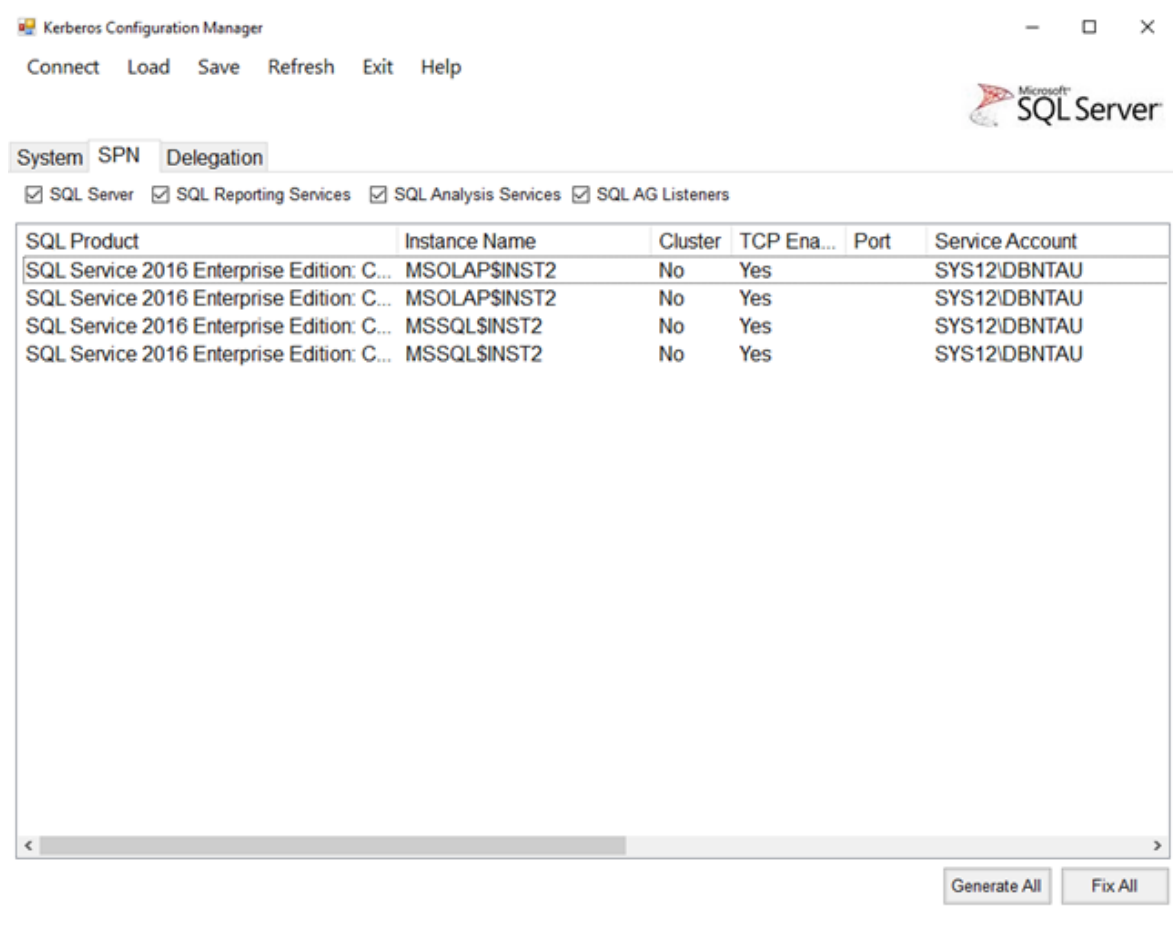 Kerberos Configuration Manager
Connect Load Save Refresh Exit Help
Microsoft
SQL Server
System SPN Delegation
SQL Server SQL Reporting Services SQL Analysis Services SQL AG Listeners
SQL Product Instance Name Cluster TCP Ena... Port Service Account
SQL Service 2016 Enterprise Edition: C... MSOLAP$INST2 No Yes SYS12\DBNTAU
SQL Service 2016 Enterprise Edition: C... MSOLAP$INST2 No Yes SYS12\DBNTAU
SQL Service 2016 Enterprise Edition: C... MSSQL$INST2 No Yes SYS12\DBNTAU
SQL Service 2016 Enterprise Edition: C... MSSQL$INST2 No Yes SYS12\DBNTAU
Generate All Fix All